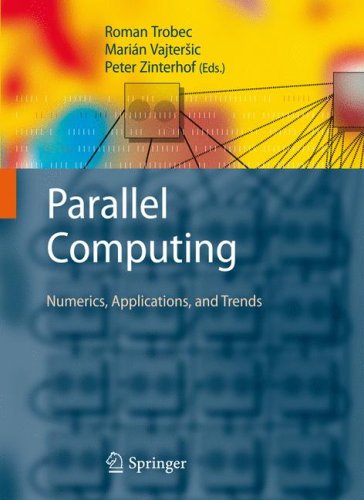 Roman Trobec
Marián Vajteršic
Peter Zinterhof (Eds.)
Parallel
Computing
Numerics, Applications, and Trends
Springer